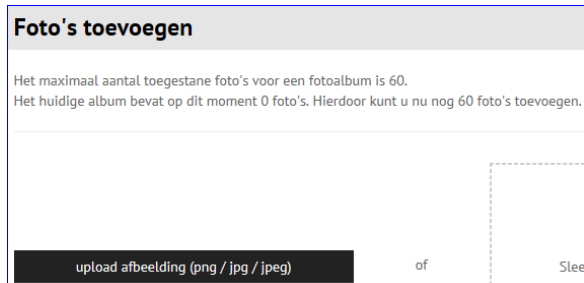 Foto's toevoegen
Het maximaal aantal toegestane foto's voor een fotoalbum is 60.
Het huidige album bevat op dit moment 0 foto's. Hierdoor kunt u nu nog 60 foto's toevoegen.
upload afbeelding (png / jpg / jpeg)
of
Slee